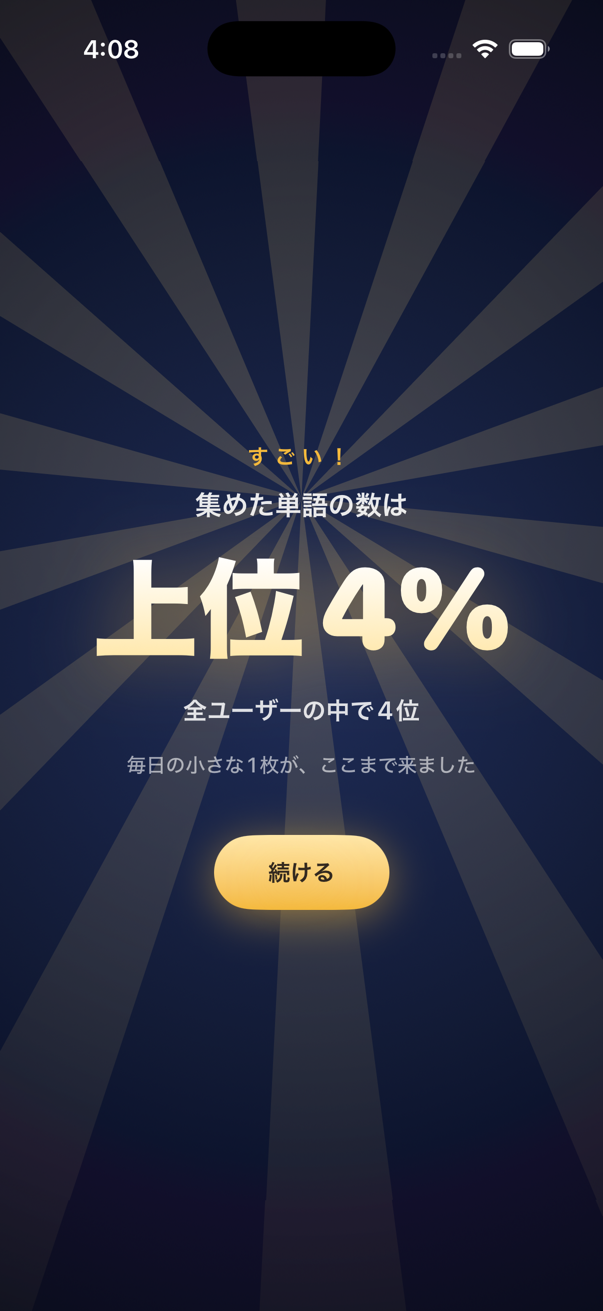 4:08
すごい！
集めた単語の数は
上位4%
全ユーザーの中で4位
毎日の小さな1枚が、ここまで来ました
続ける